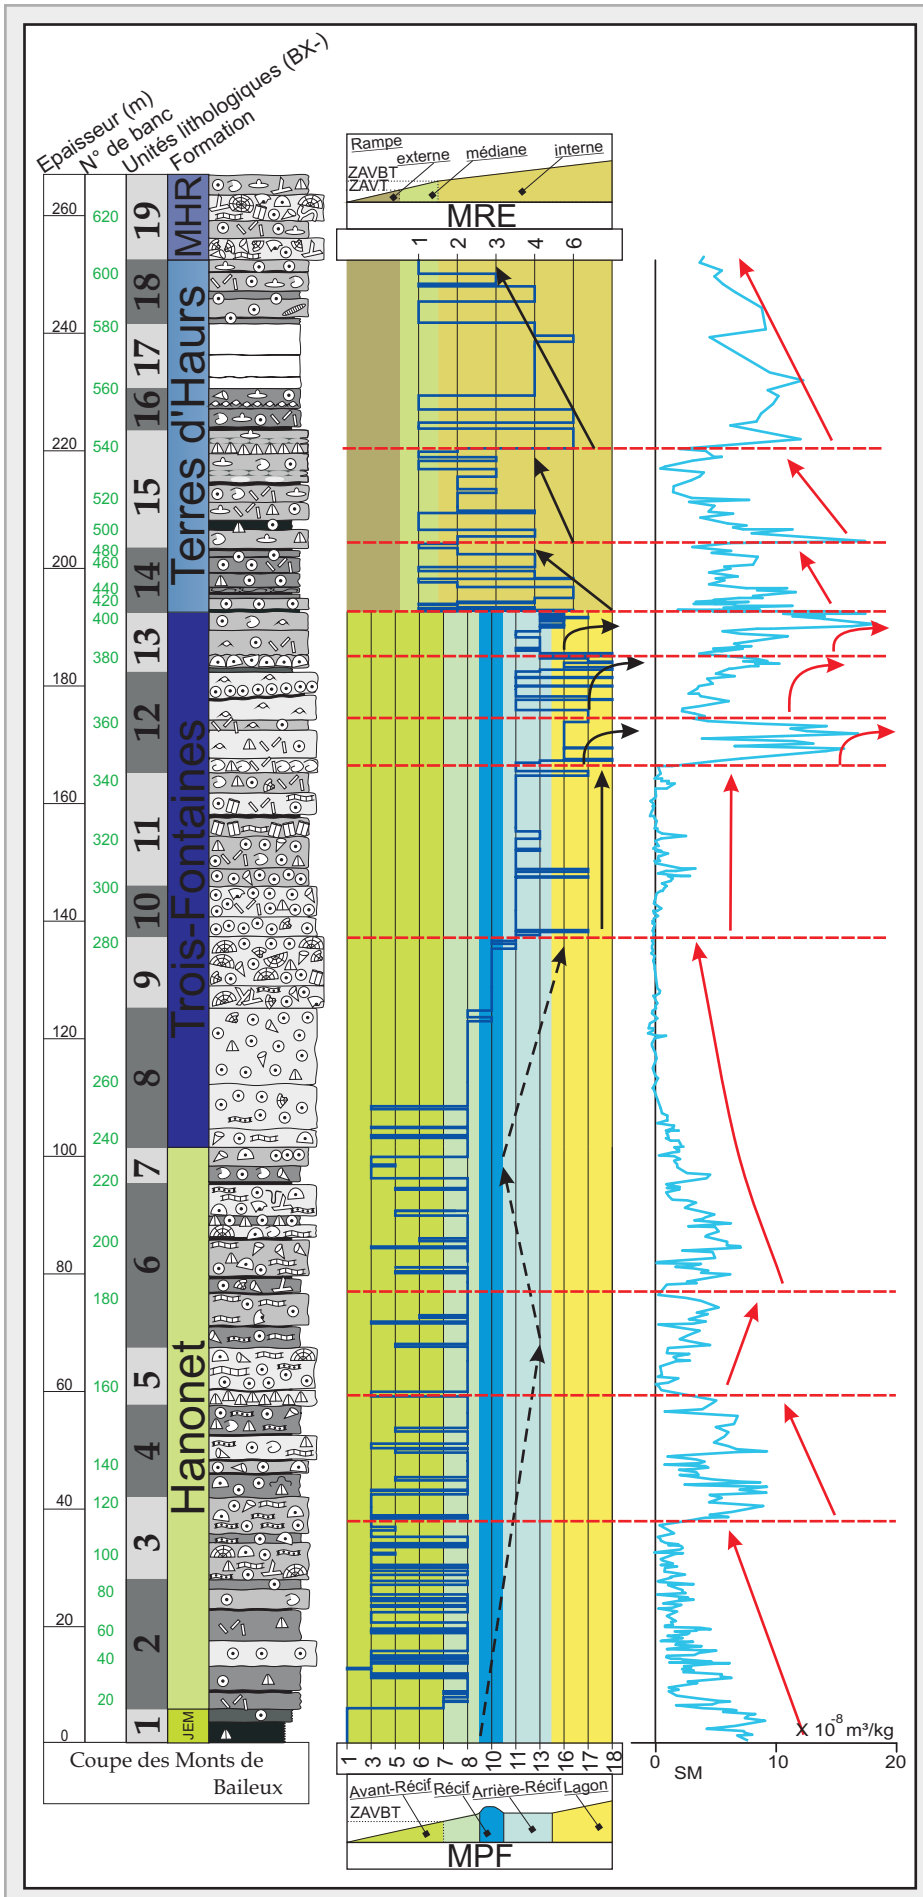 Epaisseur (m)
N° de banc
Unités lithologiques (BX-)
Formation
Rampe
externe
médiane
interne
ZAVBT
ZAVT
MRE
1 2 3 4 6
260
240
220
200
180
160
140
120
100
80
60
40
20
0
620
600
580
560
540
520
500
480
460
440
420
400
380
360
340
320
300
280
260
240
220
200
180
160
140
120
100
80
60
40
20
19
18
17
16
15
14
13
12
11
10
9
8
7
6
5
4
3
2
1
MHR
Terres d'Haurs
Trois-Fontaines
Hanonet
JEM
Coupe des Monts de
Baileux
1 3 5 6 7 8 10 11 13 16 17 18
Avant-Récif Récif Arrière-Récif Lagon
ZAVBT
MPF
X 10-8 m³/kg
0 10 20
SM